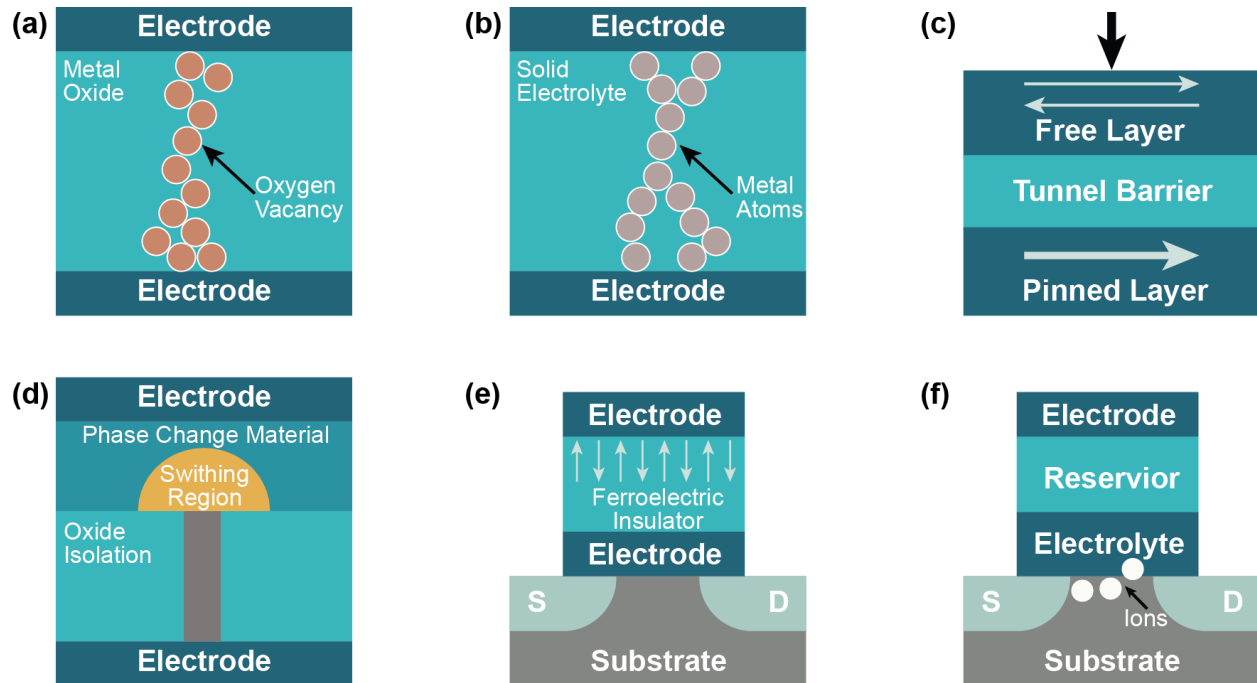 (a)
Electrode
Metal
Oxide
Oxygen
Vacancy
Electrode
(b)
Electrode
Solid
Electrolyte
Metal
Atoms
Electrode
(c)
Free Layer
Tunnel Barrier
Pinned Layer
(d)
Electrode
Phase Change Material
Swithing
Region
Oxide
Isolation
Electrode
(e)
Electrode
Ferroelectric
Insulator
Electrode
S
D
Substrate
(f)
Electrode
Reservior
Electrolyte
S
D
Ions
Substrate